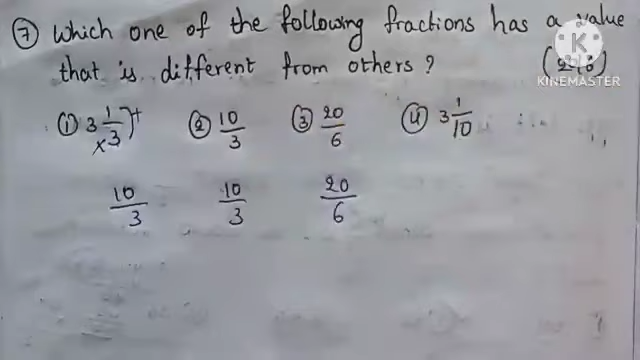 ⑦ Which one of the following fractions has a value
that is different from others?
① 3 1/3 ② 10/3 ③ 20/6 ④ 3 1/10
10/3 10/3 20/6
K
KINEMASTER